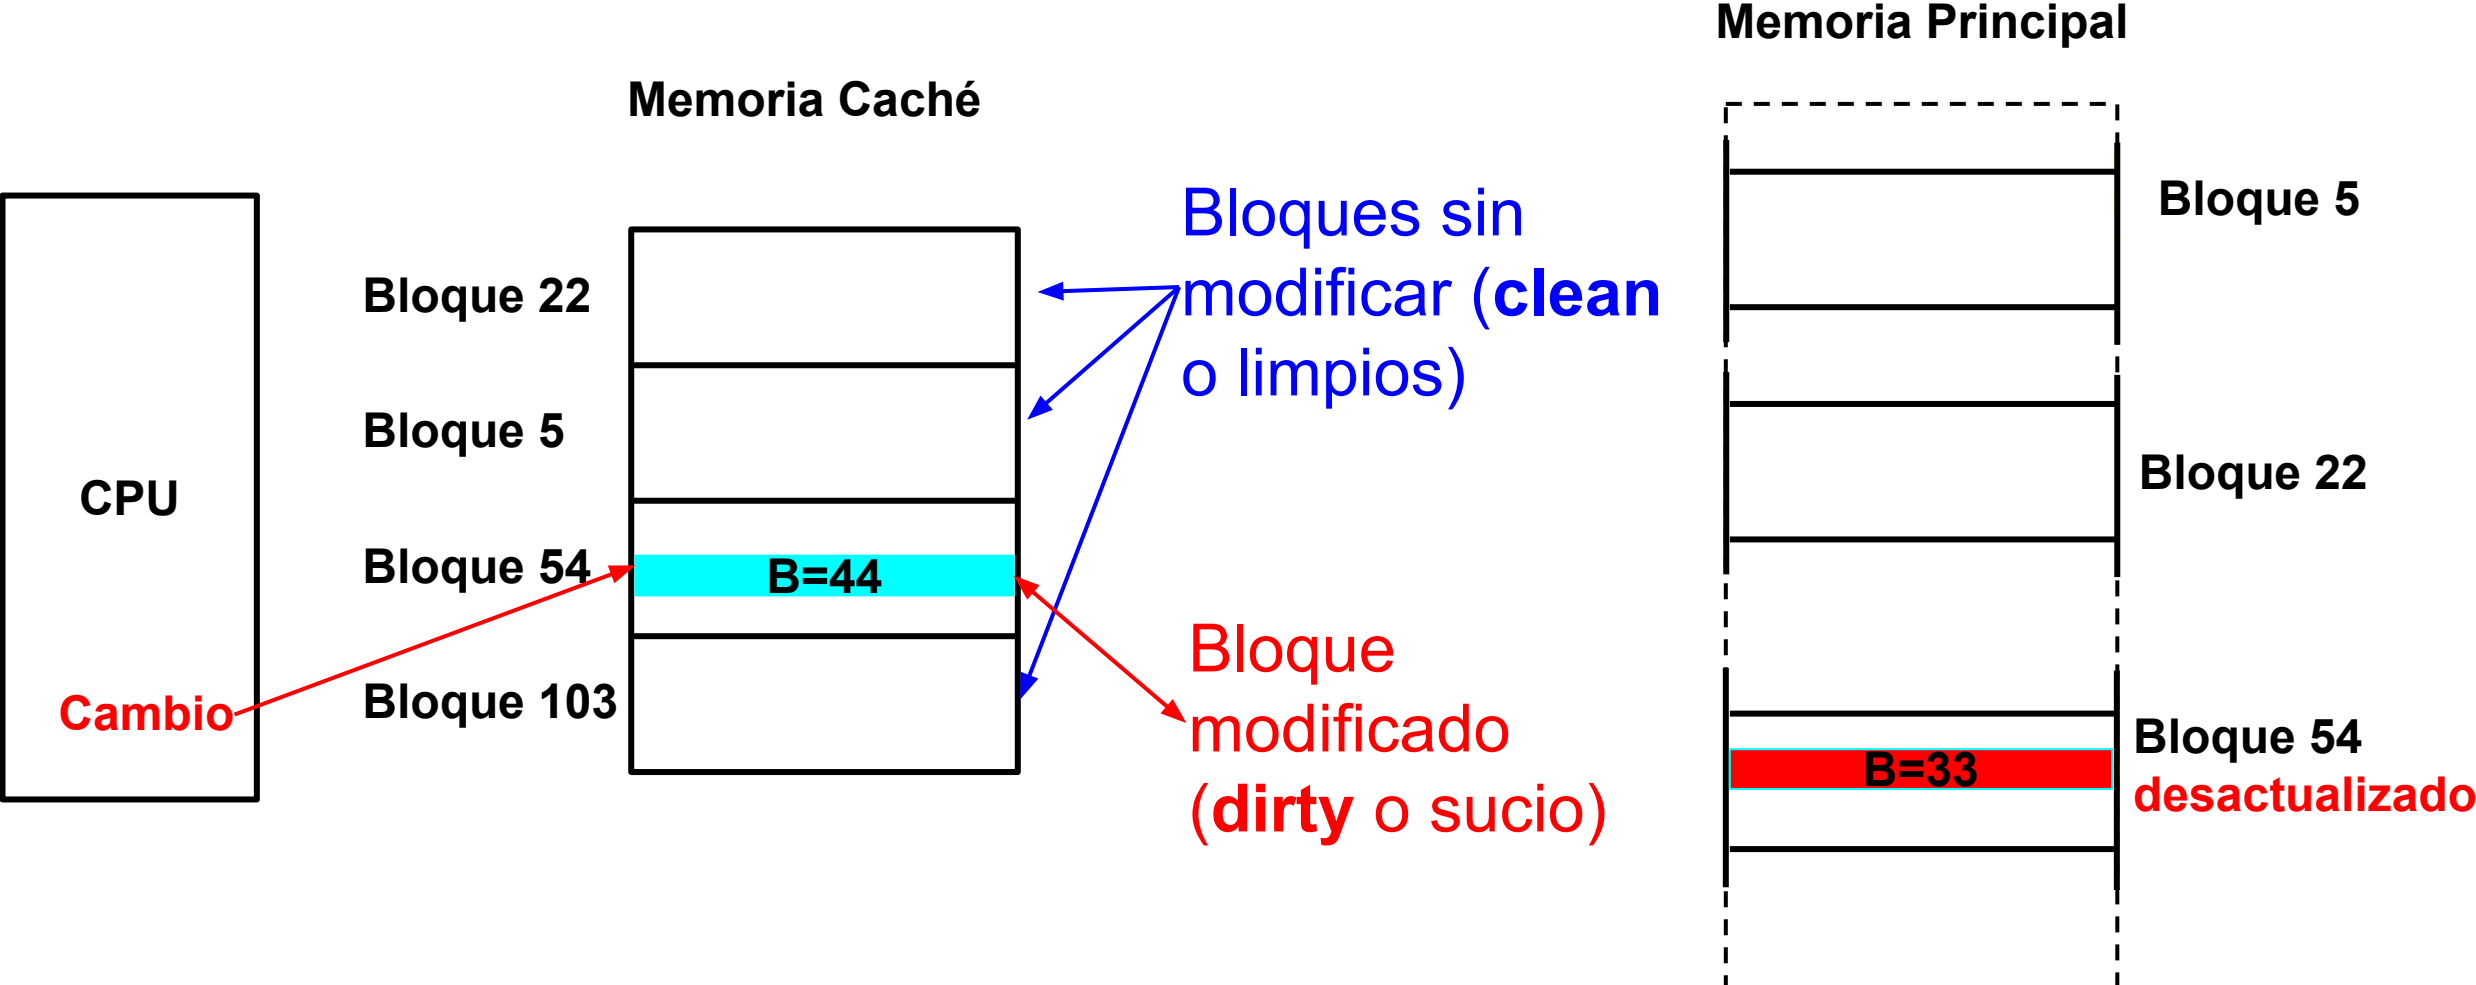 Memoria Principal
Memoria Caché
Bloques sin
modificar (clean
o limpios)
Bloque 5
Bloque 22
Bloque 5
Bloque 22
CPU
Bloque 54
B=44
Bloque
modificado
(dirty o sucio)
Cambio
Bloque 103
Bloque 54
B=33
desactualizado